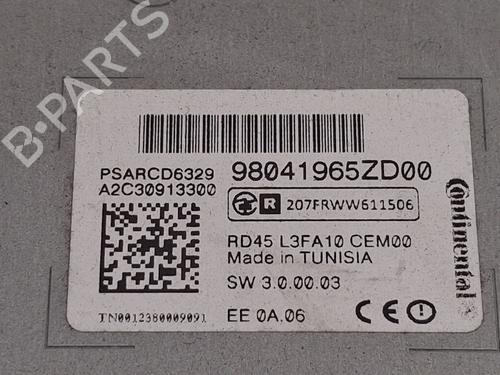 B-PARTS
PSARCD6329 98041965ZD00
A2C30913300
R 207FRWW611506
RD45 L3FA10 CEM00
Made in TUNISIA
SW 3.0.00.03
TN0012380009091 EE 0A.06 CE
Continental